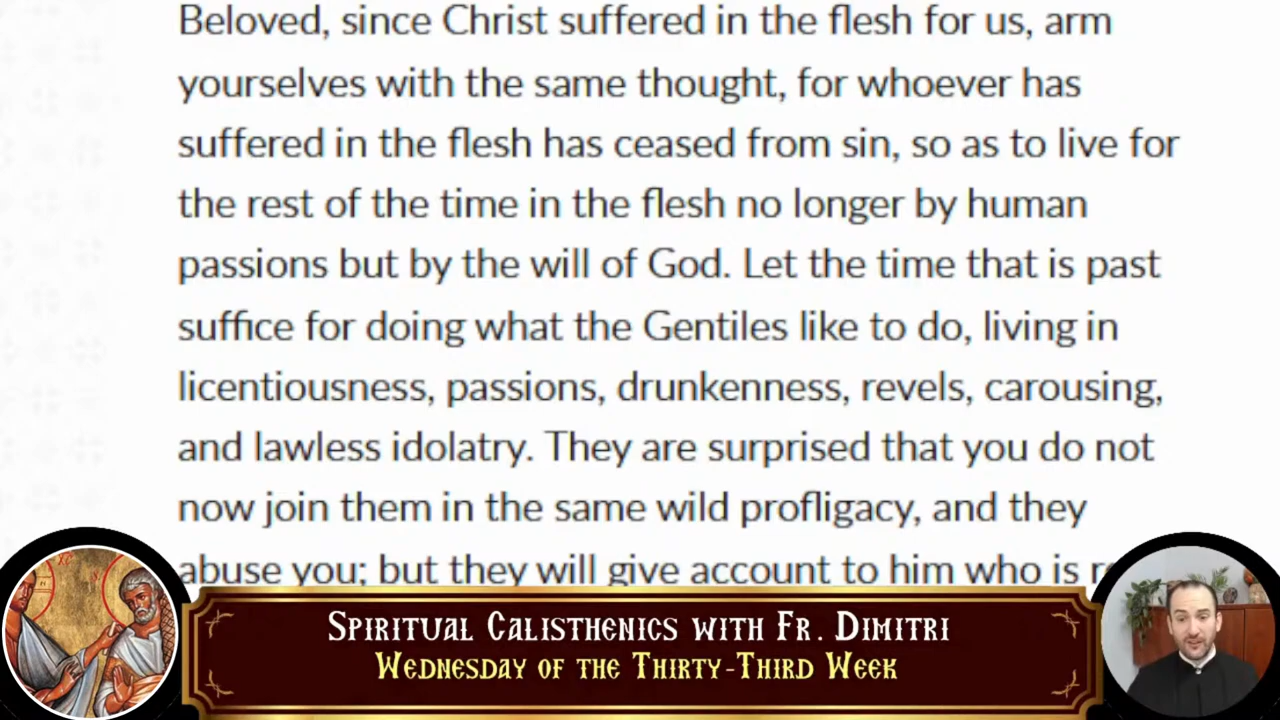 Beloved, since Christ suffered in the flesh for us, arm
yourselves with the same thought, for whoever has
suffered in the flesh has ceased from sin, so as to live for
the rest of the time in the flesh no longer by human
passions but by the will of God. Let the time that is past
suffice for doing what the Gentiles like to do, living in
licentiousness, passions, drunkenness, revels, carousing,
and lawless idolatry. They are surprised that you do not
now join them in the same wild profligacy, and they
abuse you; but they will give account to him who is
Spiritual Calisthenics with Fr. Dimitri
Wednesday of the Thirty-Third Week